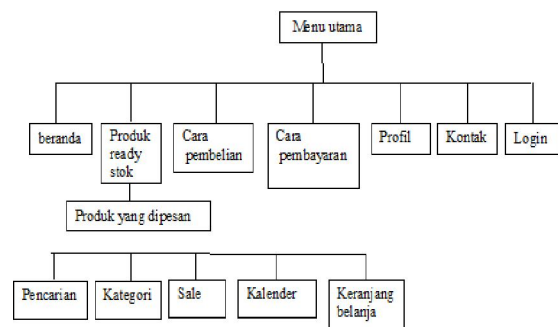 Menu utama
beranda
Produk
ready
stok
Cara
pembelian
Cara
pembayaran
Profil
Kontak
Login
Produk yang dipesan
Pencarian
Kategori
Sale
Kalender
Keranjang
belanja